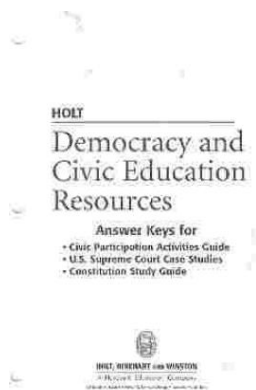 HOLT
Democracy and
Civic Education
Resources
Answer Keys for
• Civic Participation Activities Guide
• U.S. Supreme Court Case Studies
• Constitution Study Guide
HOLT, RINEHART AND WINSTON
A Harcourt Education Company